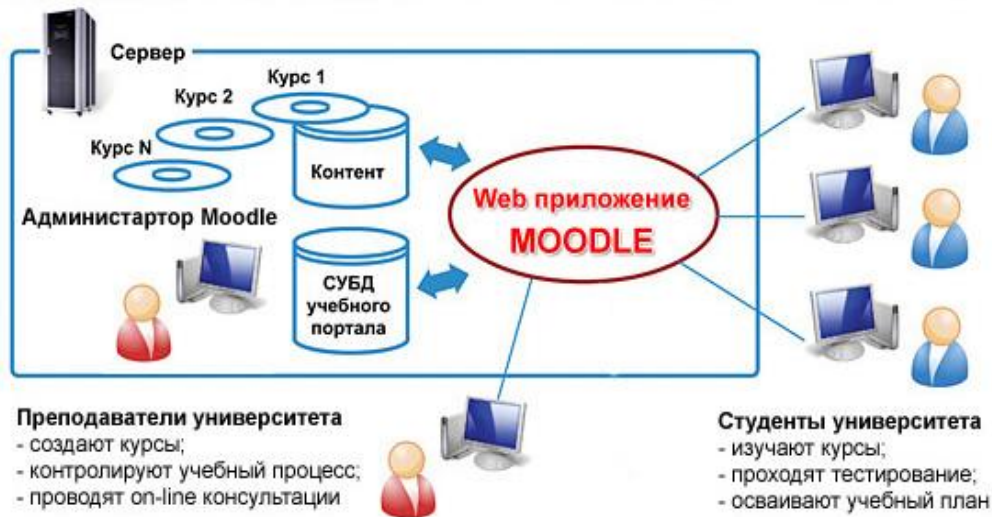 Сервер
Курс 1
Курс 2
Курс N
Контент
Администартор Moodle
СУБД
учебного
портала
Web приложение
MOODLE
Преподаватели университета
- создают курсы;
- контролируют учебный процесс;
- проводят on-line консультации
Студенты университета
- изучают курсы;
- проходят тестирование;
- осваивают учебный план